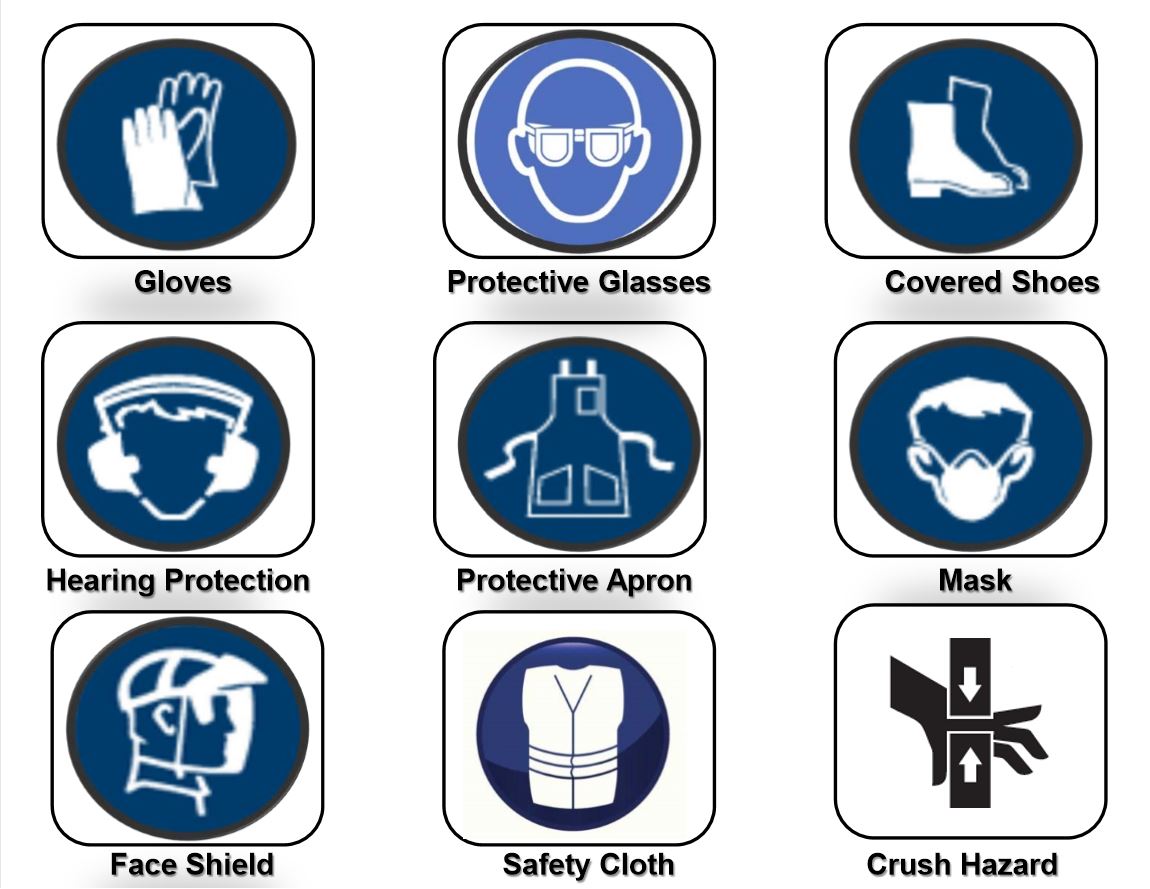 Gloves
Protective Glasses
Covered Shoes
Hearing Protection
Protective Apron
Mask
Face Shield
Safety Cloth
Crush Hazard